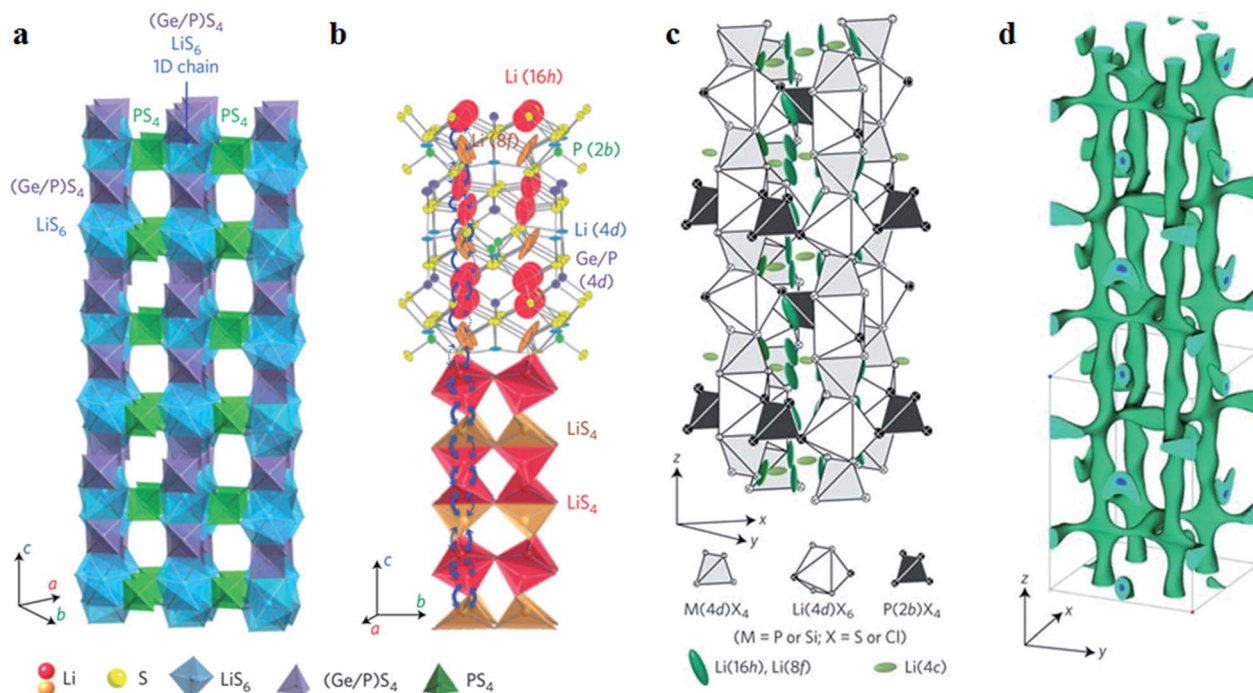 a
(Ge/P)S₄
LiS₆
1D chain
PS₄
PS₄
(Ge/P)S₄
LiS₆
c
a
b
b
Li (16h)
Li (8f)
P (2b)
Li (4d)
Ge/P
(4d)
LiS₄
LiS₄
c
b
a
c
z
x
y
M(4d)X₄
Li(4d)X₆
P(2b)X₄
(M = P or Si; X = S or Cl)
Li(16h), Li(8f)
Li(4c)
d
z
x
y
Li
S
LiS₆
(Ge/P)S₄
PS₄